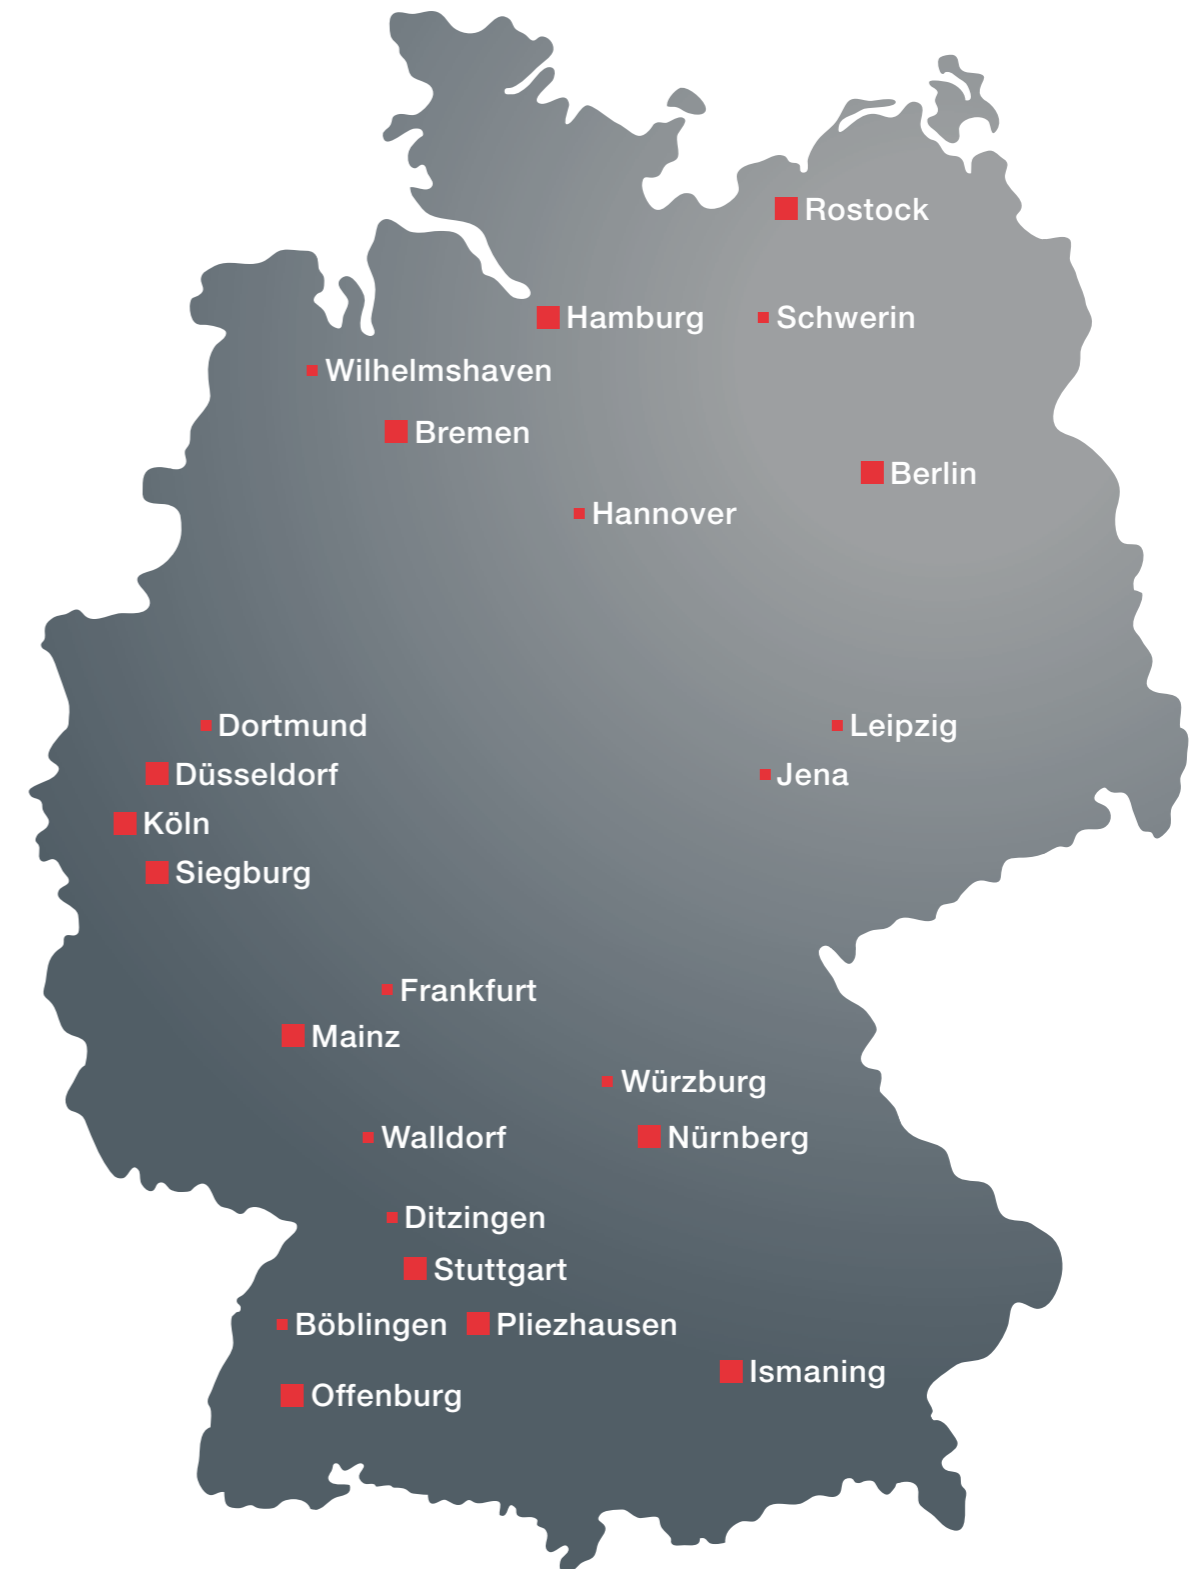 Rostock
Hamburg
Schwerin
Wilhelmshaven
Bremen
Berlin
Hannover
Dortmund
Leipzig
Düsseldorf
Jena
Köln
Siegburg
Frankfurt
Mainz
Würzburg
Walldorf
Nürnberg
Ditzingen
Stuttgart
Böblingen
Pliezhausen
Ismaning
Offenburg